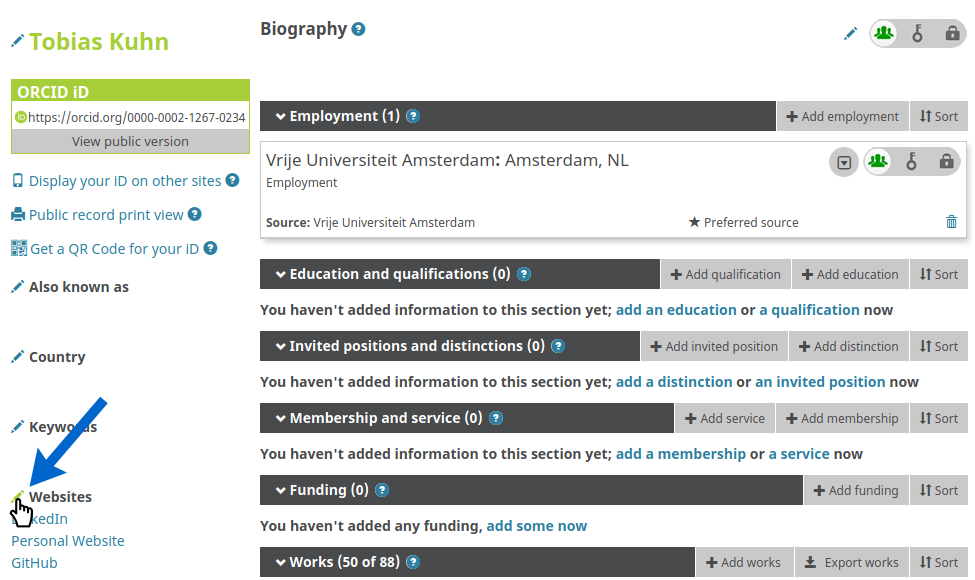 Tobias Kuhn
ORCID iD
iD https://orcid.org/0000-0002-1267-0234
View public version
Display your iD on other sites ?
Public record print view ?
Get a QR Code for your iD ?
Also known as
Country
Keywords
Websites
LinkedIn
Personal Website
GitHub
Biography ?
Employment (1) ? Add employment Sort
Vrije Universiteit Amsterdam: Amsterdam, NL
Employment
Source: Vrije Universiteit Amsterdam ★ Preferred source
Education and qualifications (0) ? Add qualification Add education Sort
You haven't added information to this section yet; add an education or a qualification now
Invited positions and distinctions (0) ? Add invited position Add distinction Sort
You haven't added information to this section yet; add a distinction or an invited position now
Membership and service (0) ? Add service Add membership Sort
You haven't added information to this section yet; add a membership or a service now
Funding (0) ? Add funding Sort
You haven't added any funding, add some now
Works (50 of 88) ? Add works Export works Sort